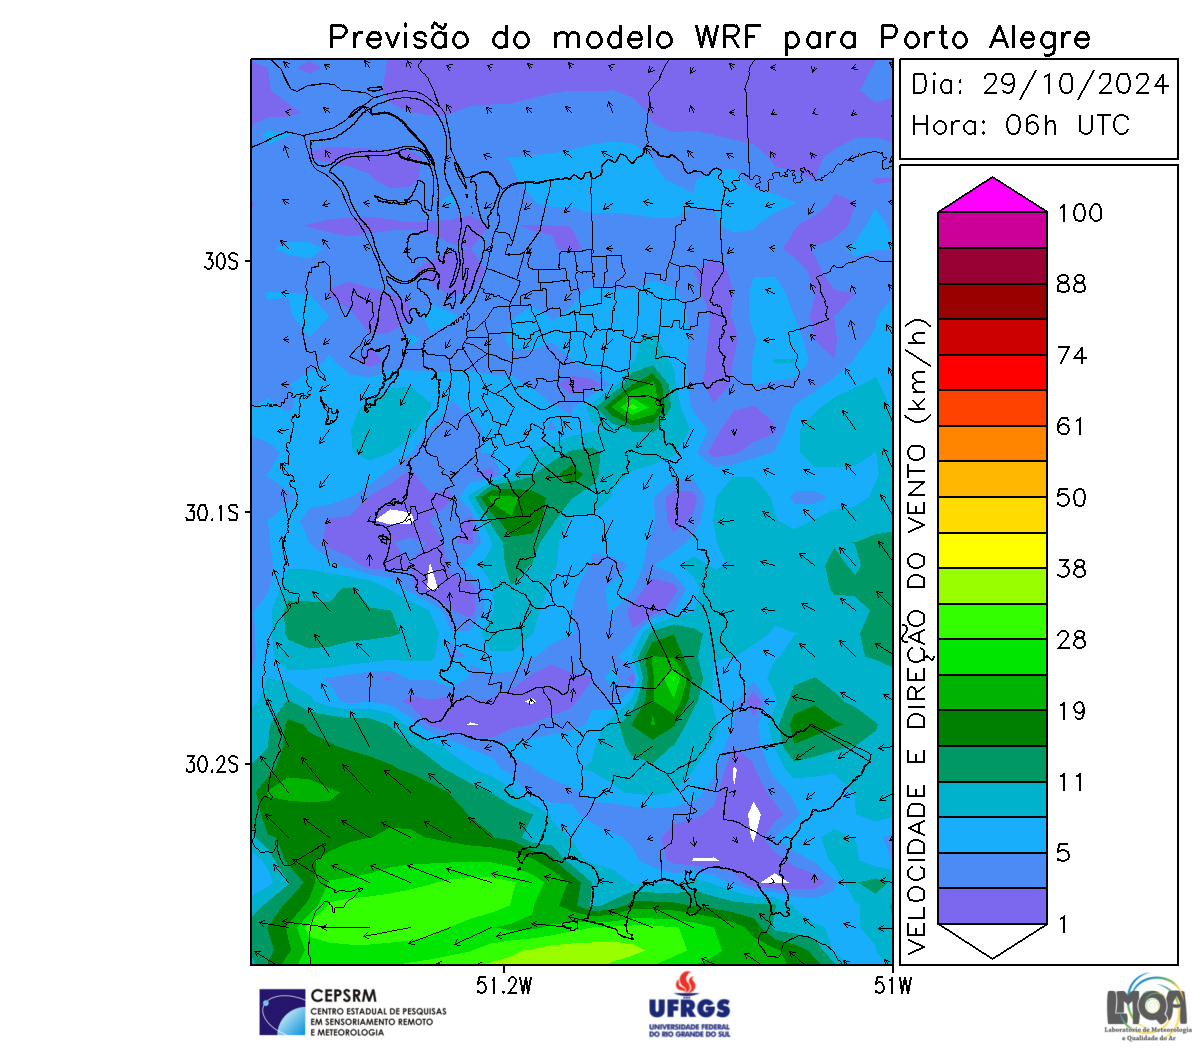 Previsão do modelo WRF para Porto Alegre
Dia: 29/10/2024
Hora: 06h UTC
100
88
74
61
50
38
28
19
11
5
1
VELOCIDADE E DIREÇÃO DO VENTO (km/h)
30S
30.1S
30.2S
51.2W
51W
CEPSRM
CENTRO ESTADUAL DE PESQUISAS
EM SENSORIAMENTO REMOTO
E METEOROLOGIA
UFRGS
UNIVERSIDADE FEDERAL
DO RIO GRANDE DO SUL
LMQA
Laboratório de Meteorologia
e Qualidade do Ar